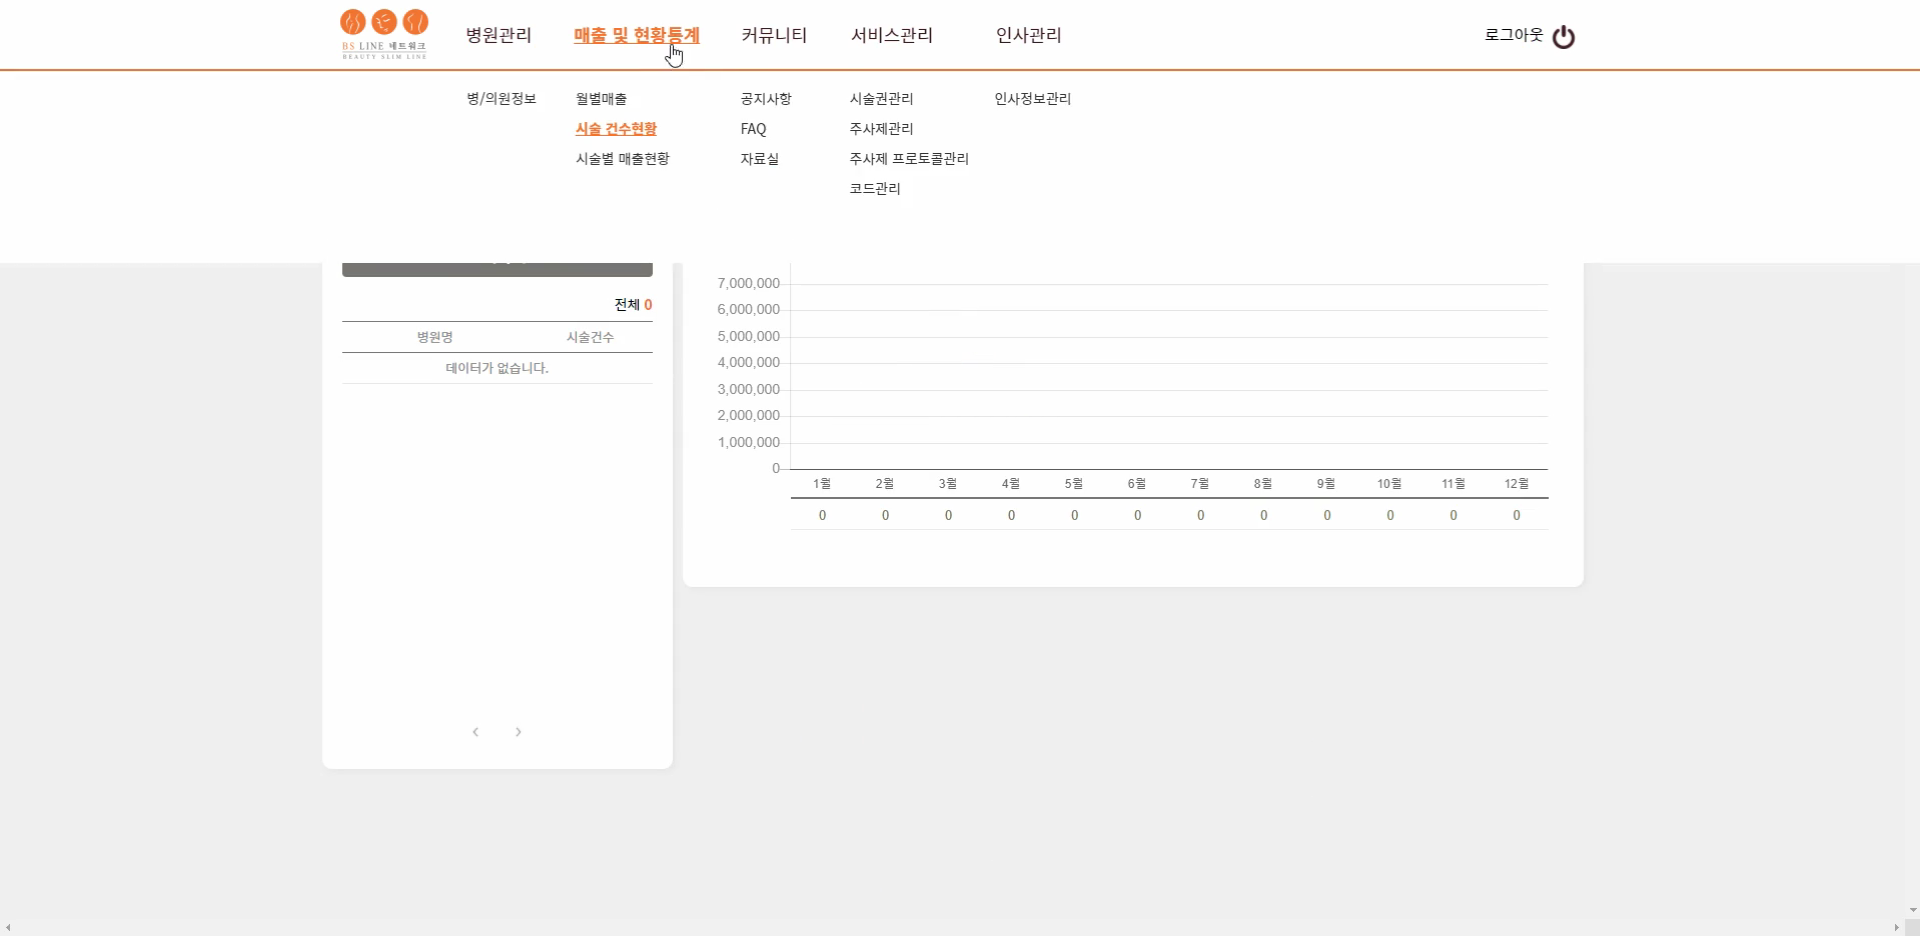 BS LINE 네트워크
BEAUTY SLIM LINE
병원관리 매출 및 현황통계 커뮤니티 서비스관리 인사관리 로그아웃
병/의원정보 월별매출 공지사항 시술권관리 인사정보관리
시술 건수현황 FAQ 주사제관리
시술별 매출현황 자료실 주사제 프로토콜관리
코드관리
전체 0
병원명 시술건수
데이터가 없습니다.
7,000,000
6,000,000
5,000,000
4,000,000
3,000,000
2,000,000
1,000,000
0
1월 2월 3월 4월 5월 6월 7월 8월 9월 10월 11월 12월
0 0 0 0 0 0 0 0 0 0 0 0